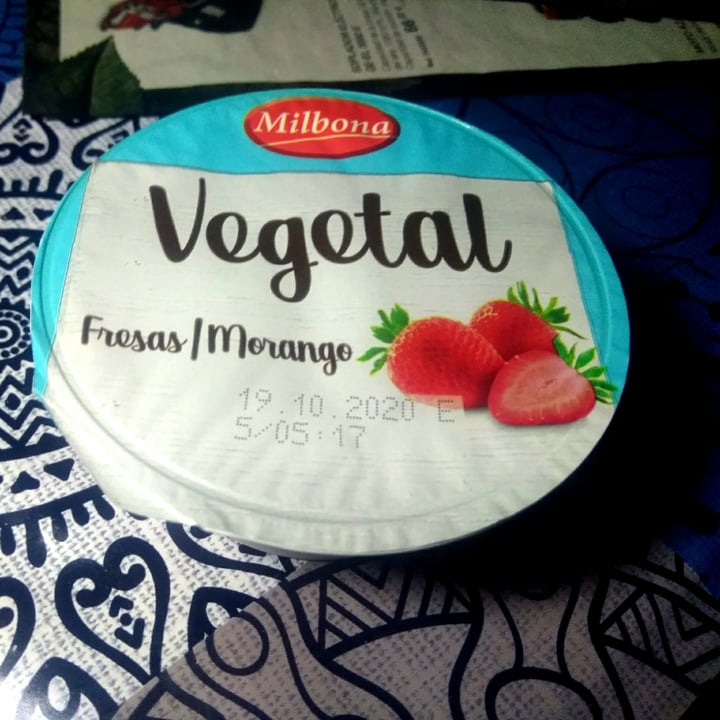 Milbona
Vegetal
Fresas/Morango
19.10.2020 E
5/05:17